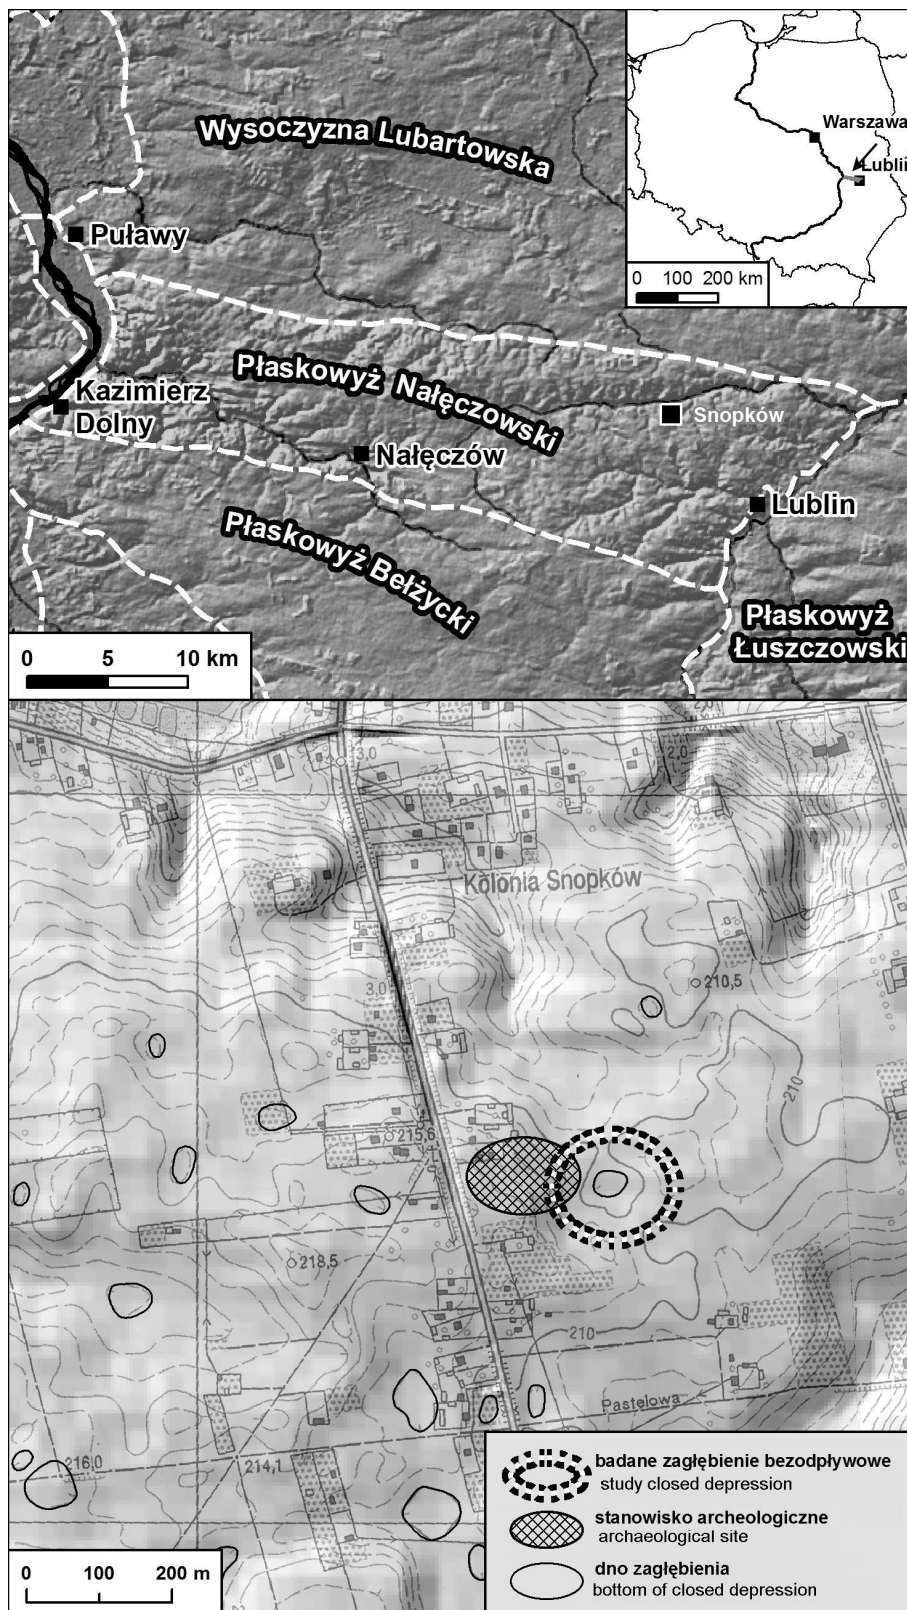 Wysoczyzna Lubartowska
Warszawa
Lublin
0 100 200 km
Puławy
Płaskowyż Nałęczowski
Kazimierz
Dolny
Snopków
Nałęczów
Lublin
Płaskowyż Bełżycki
Płaskowyż
Łuszczowski
0 5 10 km
3,0
2,0
Kolonia Snopków
3,0
210,5
210
215,6
218,5
210
Pastelowa
216,0
214,1
badane zagłębienie bezodpływowe
study closed depression
stanowisko archeologiczne
archaeological site
dno zagłębienia
bottom of closed depression
0 100 200 m